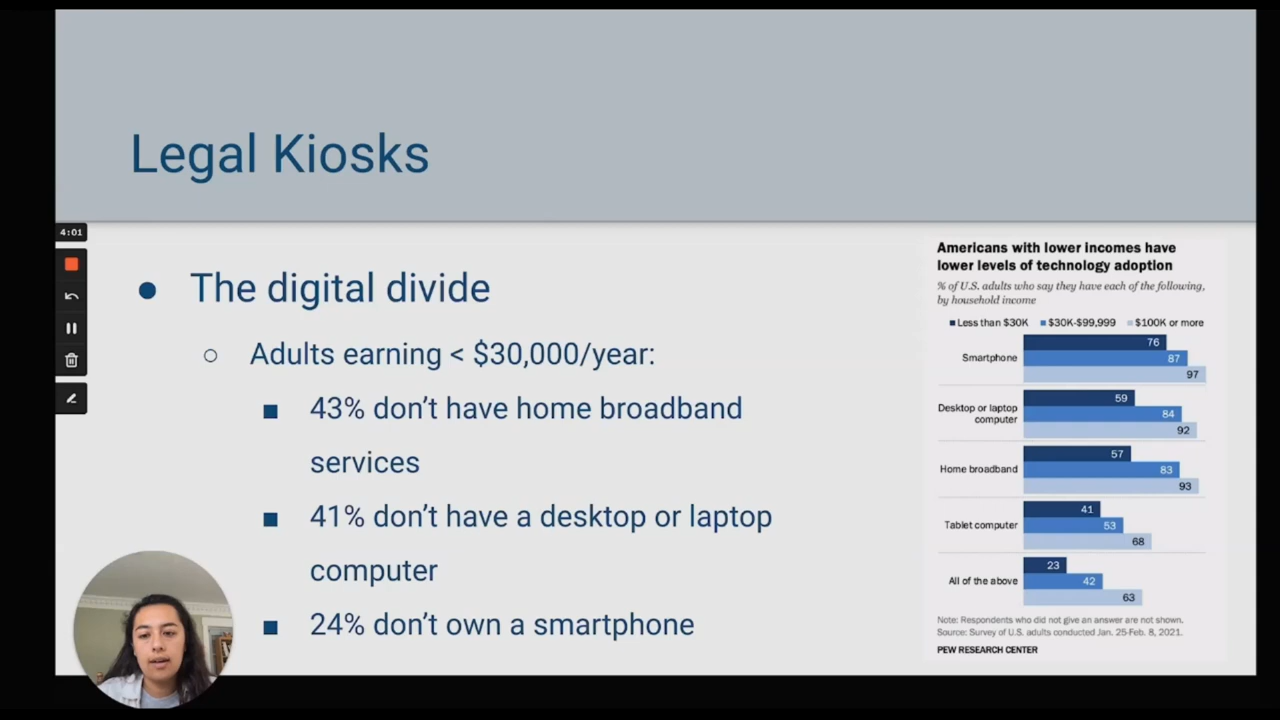 Legal Kiosks
4:01
● The digital divide
○ Adults earning < $30,000/year:
■ 43% don't have home broadband
services
■ 41% don't have a desktop or laptop
computer
■ 24% don't own a smartphone
Americans with lower incomes have
lower levels of technology adoption
% of U.S. adults who say they have each of the following,
by household income
■ Less than $30K ■ $30K-$99,999 ■ $100K or more
Smartphone
76
87
97
Desktop or laptop
computer
59
84
92
Home broadband
57
83
93
Tablet computer
41
53
68
All of the above
23
42
63
Note: Respondents who did not give an answer are not shown.
Source: Survey of U.S. adults conducted Jan. 25-Feb. 8, 2021.
PEW RESEARCH CENTER